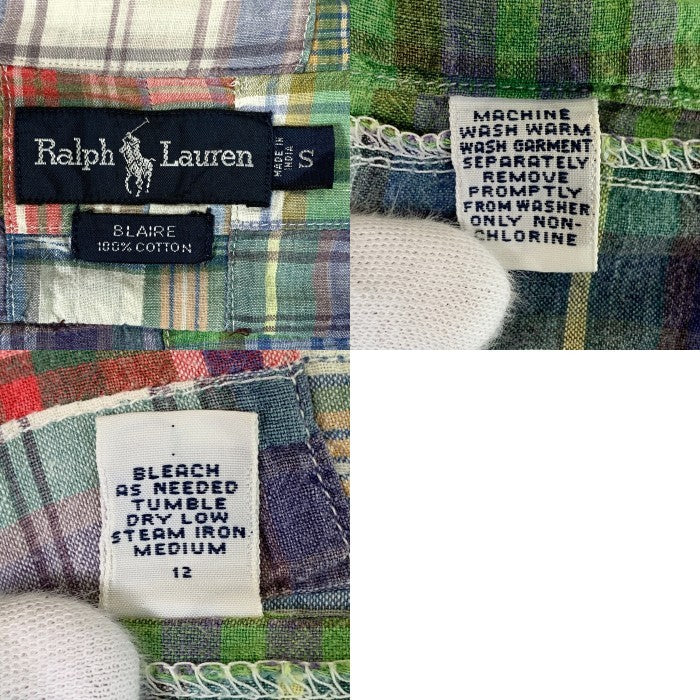 Ralph Lauren
MADE IN
INDIA
S
BLAIRE
100% COTTON
MACHINE
WASH WARM
WASH GARMENT
SEPARATELY
REMOVE
PROMPTLY
FROM WASHER
ONLY NON-
CHLORINE
BLEACH
AS NEEDED
TUMBLE
DRY LOW
STEAM IRON
MEDIUM
12